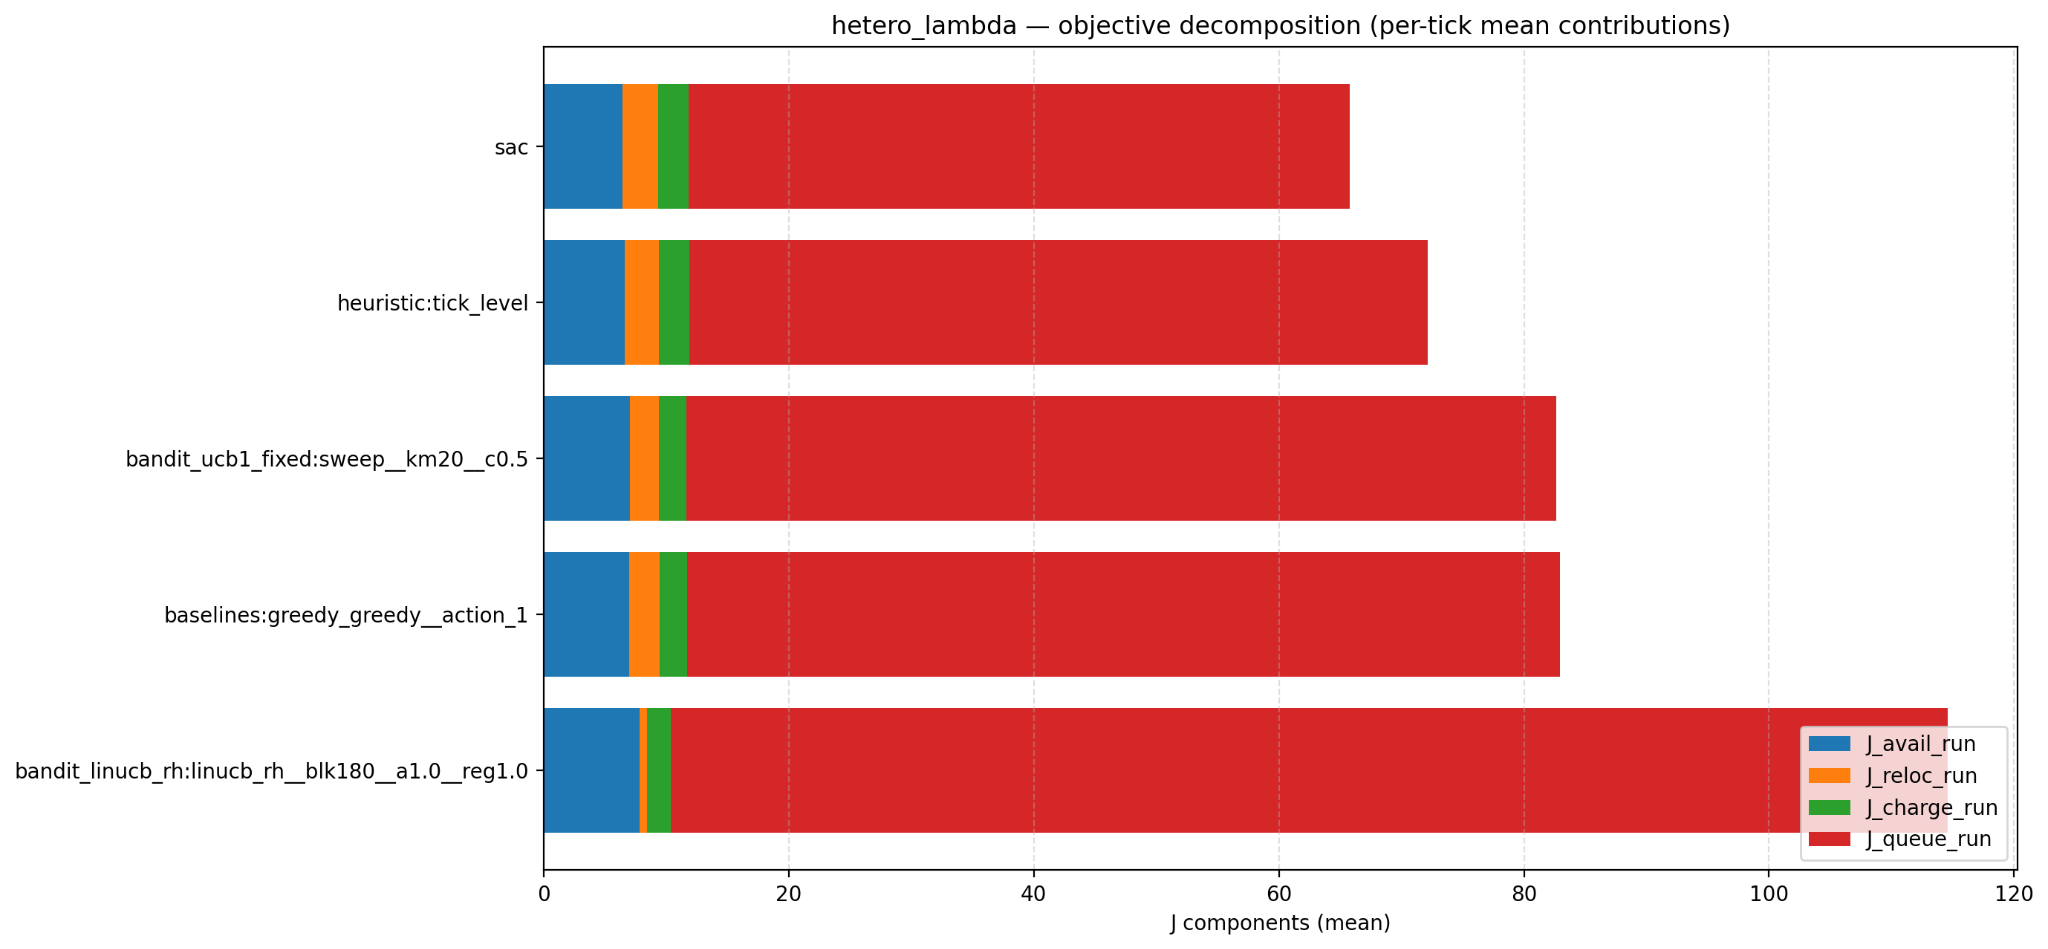 hetero_lambda — objective decomposition (per-tick mean contributions)
sac
heuristic:tick_level
bandit_ucb1_fixed:sweep__km20__c0.5
baselines:greedy_greedy__action_1
bandit_linucb_rh:linucb_rh__blk180__a1.0__reg1.0
J_avail_run
J_reloc_run
J_charge_run
J_queue_run
0 20 40 60 80 100 120
J components (mean)